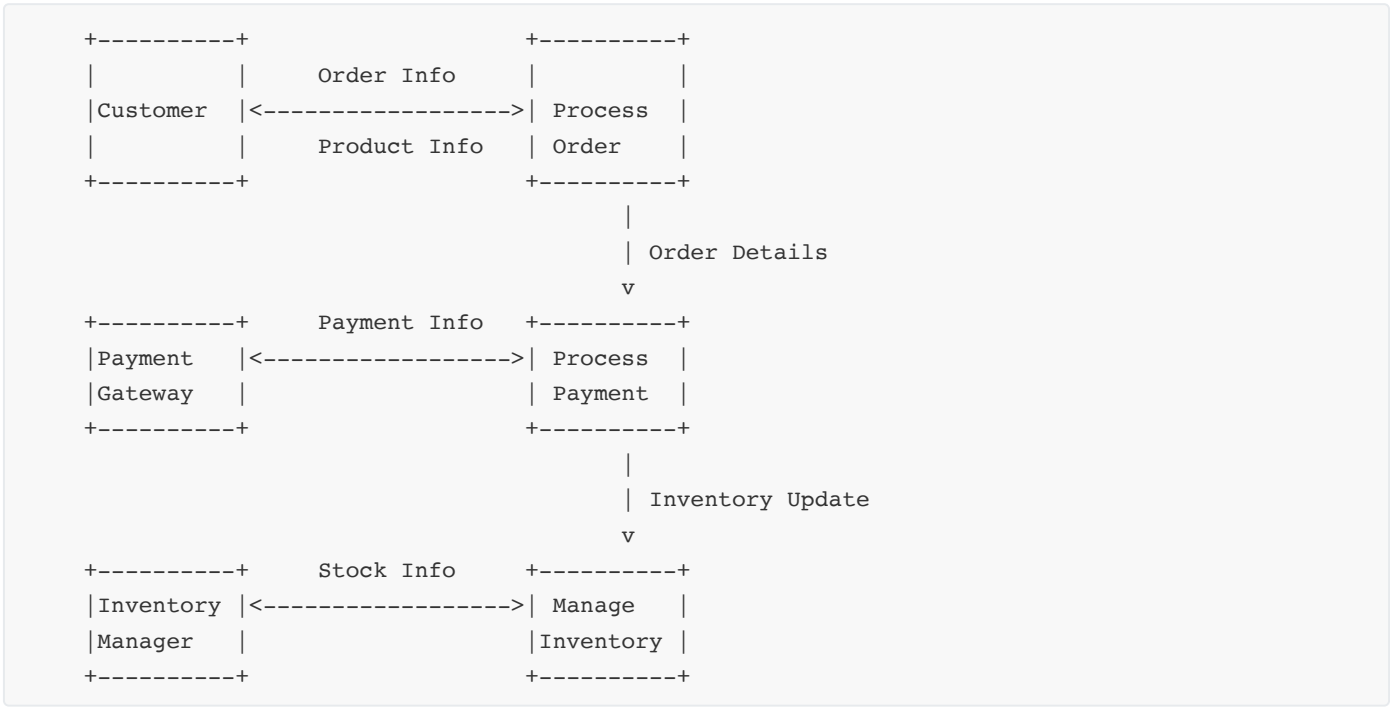 +----------+                    +----------+
|          |     Order Info     |          |
|Customer  |<------------------>| Process  |
|          |     Product Info   | Order    |
+----------+                    +----------+
                                       |
                                       | Order Details
                                       v
+----------+     Payment Info   +----------+
|Payment   |<------------------>| Process  |
|Gateway   |                    | Payment  |
+----------+                    +----------+
                                       |
                                       | Inventory Update
                                       v
+----------+     Stock Info     +----------+
|Inventory |<------------------>| Manage   |
|Manager   |                    |Inventory |
+----------+                    +----------+